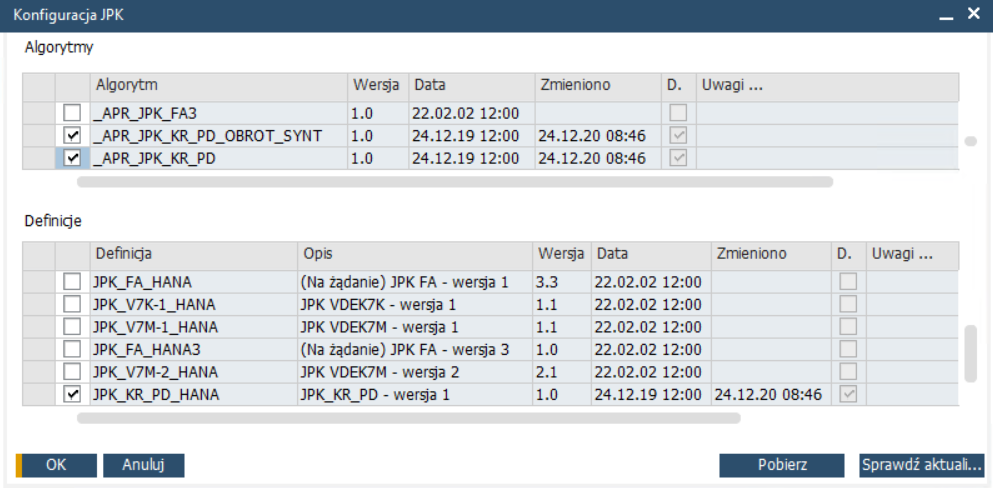 Konfiguracja JPK
Algorytmy
Algorytm Wersja Data Zmieniono D. Uwagi ...
_APR_JPK_FA3 1.0 22.02.02 12:00
_APR_JPK_KR_PD_OBROT_SYNT 1.0 24.12.19 12:00 24.12.20 08:46
_APR_JPK_KR_PD 1.0 24.12.19 12:00 24.12.20 08:46
Definicje
Definicja Opis Wersja Data Zmieniono D. Uwagi ...
JPK_FA_HANA (Na żądanie) JPK FA - wersja 1 3.3 22.02.02 12:00
JPK_V7K-1_HANA JPK VDEK7K - wersja 1 1.1 22.02.02 12:00
JPK_V7M-1_HANA JPK VDEK7M - wersja 1 1.1 22.02.02 12:00
JPK_FA_HANA3 (Na żądanie) JPK FA - wersja 3 1.0 22.02.02 12:00
JPK_V7M-2_HANA JPK VDEK7M - wersja 2 2.1 22.02.02 12:00
JPK_KR_PD_HANA JPK_KR_PD - wersja 1 1.0 24.12.19 12:00 24.12.20 08:46
OK Anuluj Pobierz Sprawdź aktuali...